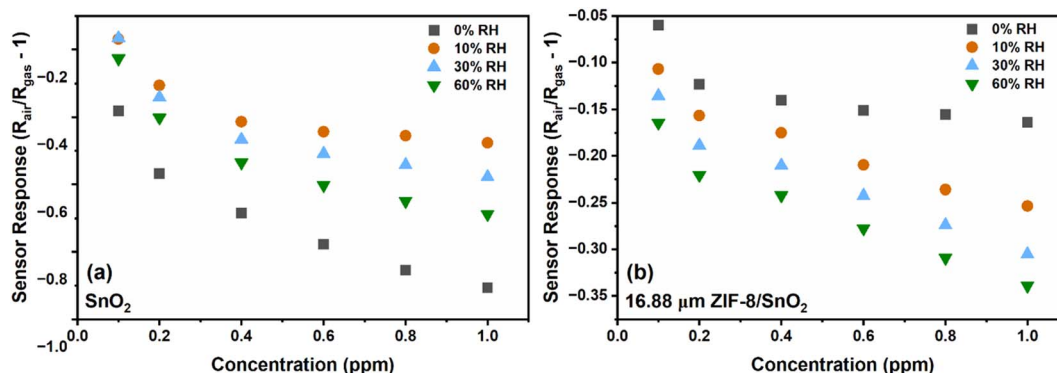 Sensor Response (Rair/Rgas - 1)
−0.2
−0.4
−0.6
−0.8
−1.0
0% RH
10% RH
30% RH
60% RH
(a)
SnO2
0.0 0.2 0.4 0.6 0.8 1.0
Concentration (ppm)
Sensor Response (Rair/Rgas - 1)
−0.05
−0.10
−0.15
−0.20
−0.25
−0.30
−0.35
0% RH
10% RH
30% RH
60% RH
(b)
16.88 μm ZIF-8/SnO2
0.0 0.2 0.4 0.6 0.8 1.0
Concentration (ppm)